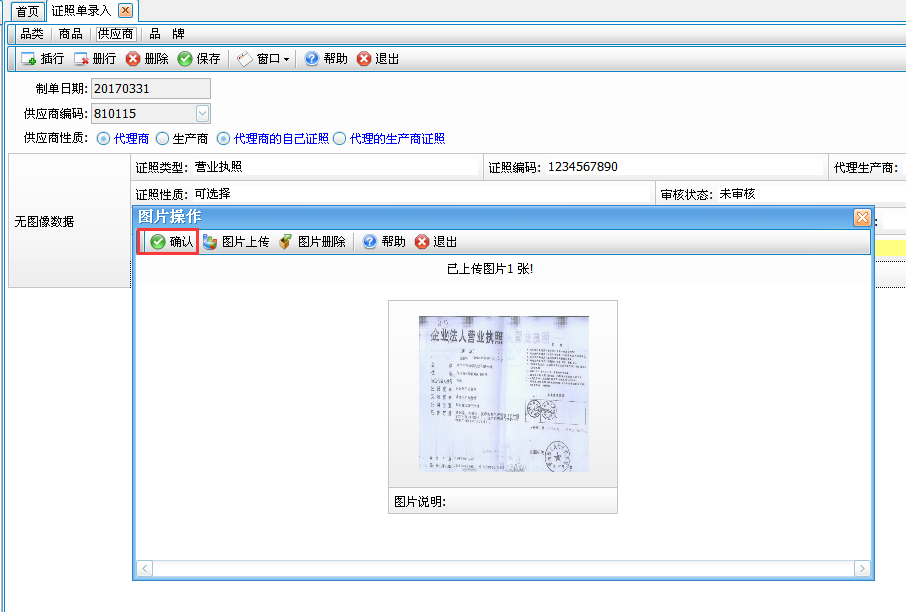 首页 证照单录入
品类 商品 供应商 品 牌
插行 删行 删除 保存 窗口 帮助 退出
制单日期: 20170331
供应商编码: 810115
供应商性质: 代理商 生产商 代理商的自己证照 代理的生产商证照
证照类型: 营业执照 证照编码: 1234567890 代理生产商:
证照性质: 可选择 审核状态: 未审核
无图像数据
图片操作
确认 图片上传 图片删除 帮助 退出
已上传图片1 张!
企业法人营业执照
图片说明: